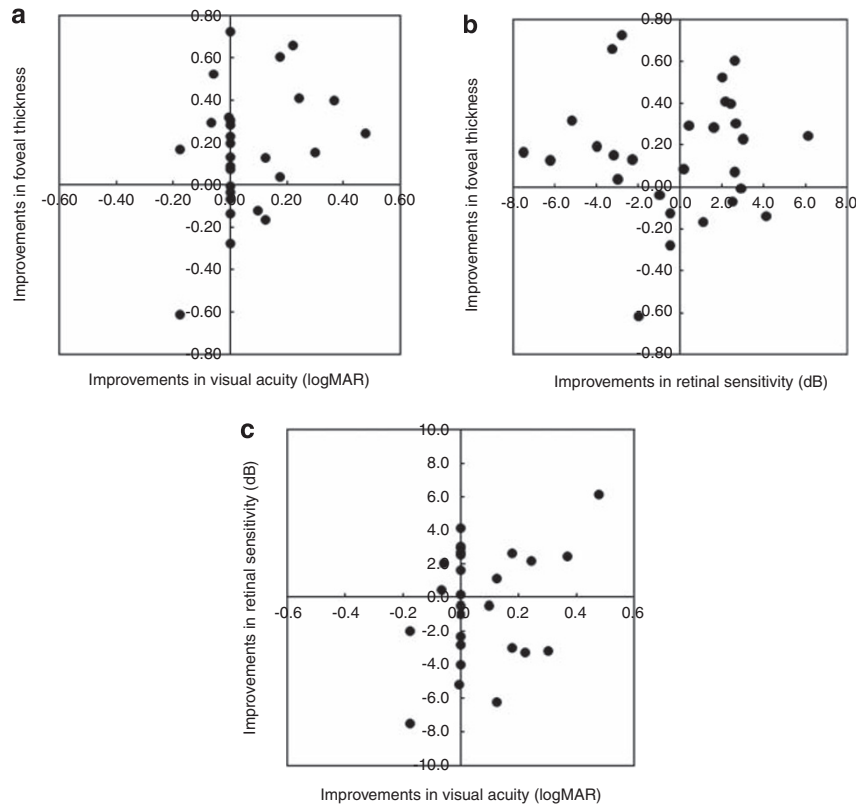 a
0.80
0.60
0.40
0.20
0.00
-0.60 -0.40 -0.20 0.00 0.20 0.40 0.60
-0.20
-0.40
-0.60
-0.80
Improvements in foveal thickness
Improvements in visual acuity (logMAR)
b
0.80
0.60
0.40
0.20
0.00
-8.0 -6.0 -4.0 -2.0 0.0 2.0 4.0 6.0 8.0
-0.20
-0.40
-0.60
-0.80
Improvements in foveal thickness
Improvements in retinal sensitivity (dB)
c
10.0
8.0
6.0
4.0
2.0
0.0
-0.6 -0.4 -0.2 0.0 0.2 0.4 0.6
-2.0
-4.0
-6.0
-8.0
-10.0
Improvements in retinal sensitivity (dB)
Improvements in visual acuity (logMAR)